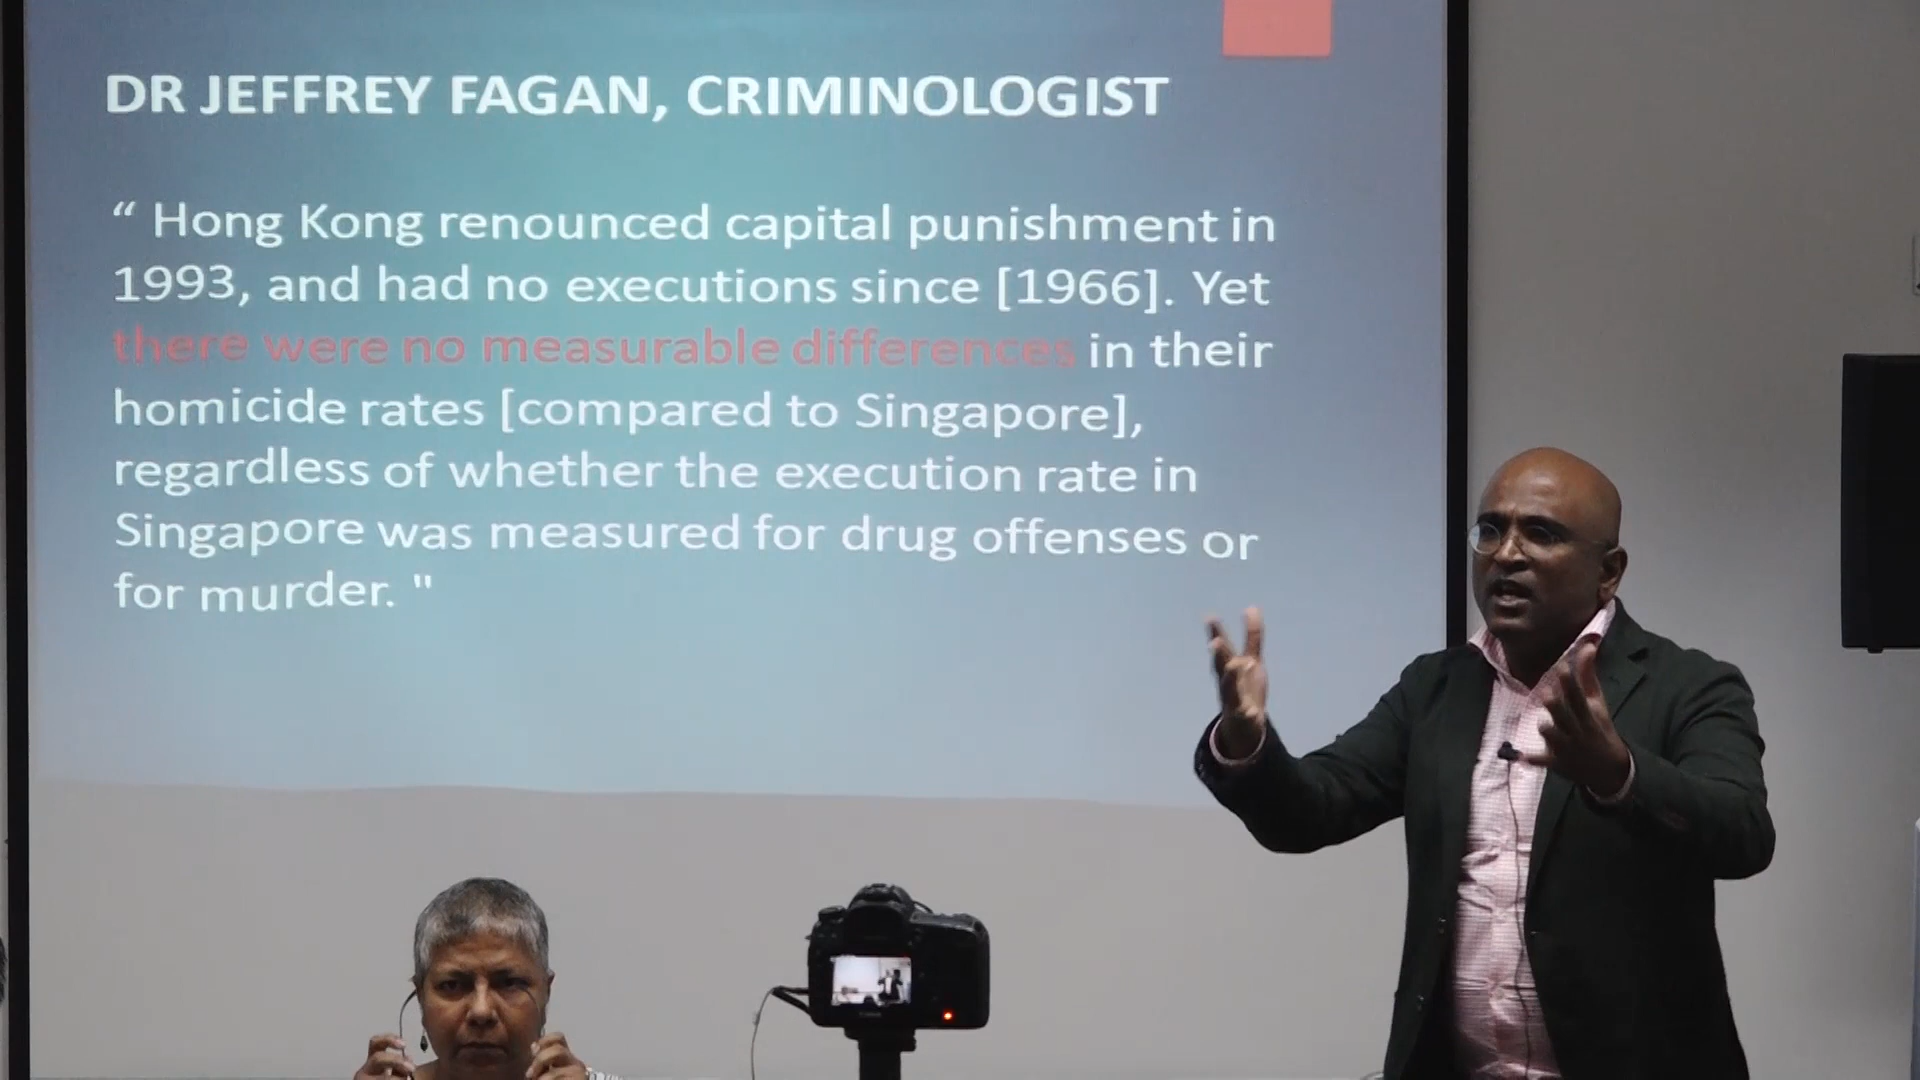 DR JEFFREY FAGAN, CRIMINOLOGIST
“ Hong Kong renounced capital punishment in
1993, and had no executions since [1966]. Yet
there were no measurable differences in their
homicide rates [compared to Singapore],
regardless of whether the execution rate in
Singapore was measured for drug offenses or
for murder. "